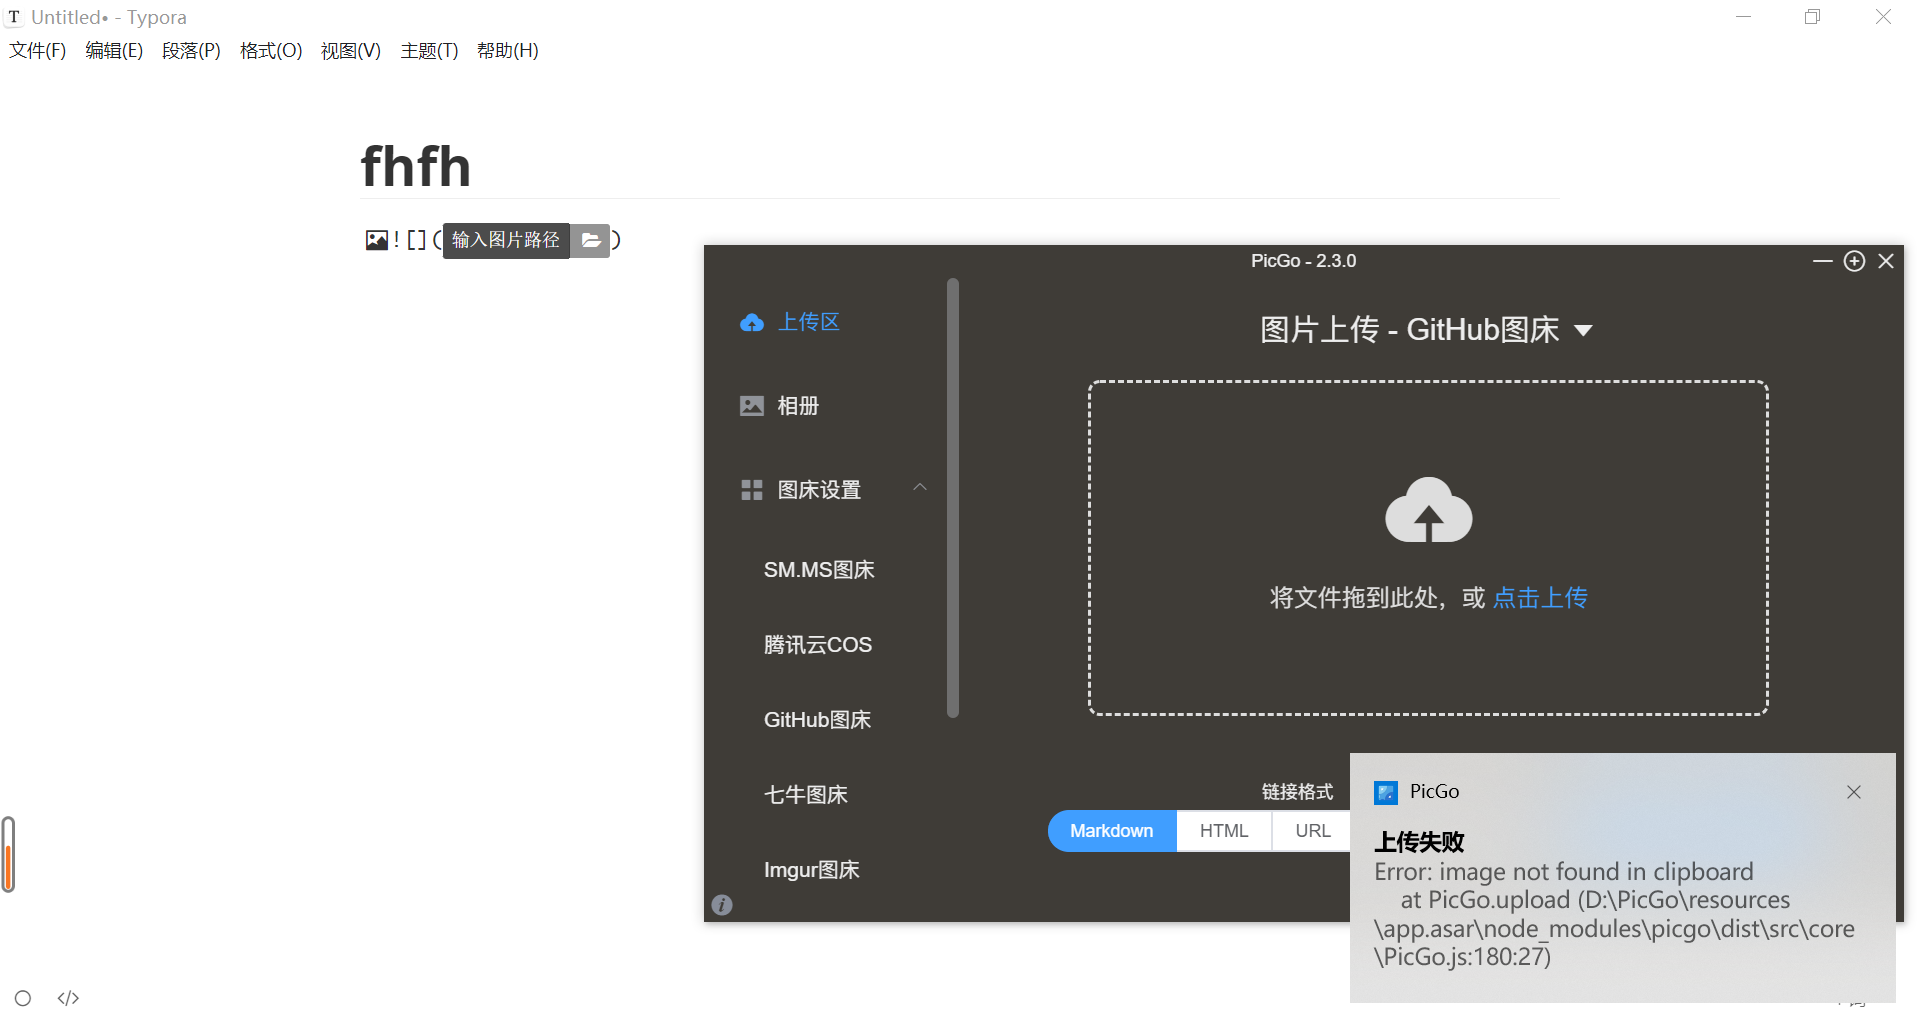 Untitled• - Typora
文件(F) 编辑(E) 段落(P) 格式(O) 视图(V) 主题(T) 帮助(H)
fhfh
![](输入图片路径)
PicGo - 2.3.0
上传区
相册
图床设置
SM.MS图床
腾讯云COS
GitHub图床
七牛图床
Imgur图床
图片上传 - GitHub图床
将文件拖到此处，或 点击上传
链接格式
Markdown HTML URL
PicGo
上传失败
Error: image not found in clipboard
at PicGo.upload (D:\PicGo\resources
\app.asar\node_modules\picgo\dist\src\core
\PicGo.js:180:27)